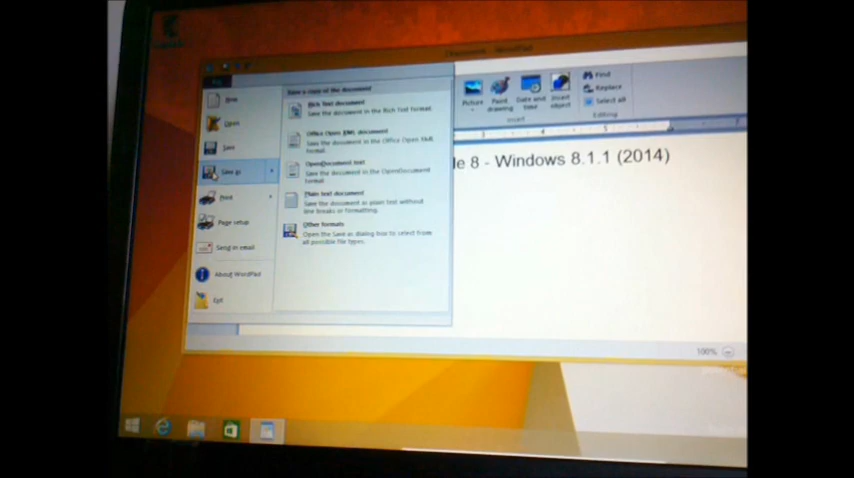 Document - WordPad
File
New
Open
Save
Save as
Print
Page setup
Send in email
About WordPad
Exit
Save a copy of the document
Rich Text document
Save the document in the Rich Text format.
Office Open XML document
Save the document in the Office Open XML
format.
OpenDocument text
Save the document in the OpenDocument
format.
Plain text document
Save the document as plain text without
line breaks or formatting.
Other formats
Open the Save as dialog box to select from
all possible file types.
Picture
Paint
drawing
Date and
time
Insert
object
Insert
Find
Replace
Select all
Editing
3 4 5 7
le 8 - Windows 8.1.1 (2014)
100%